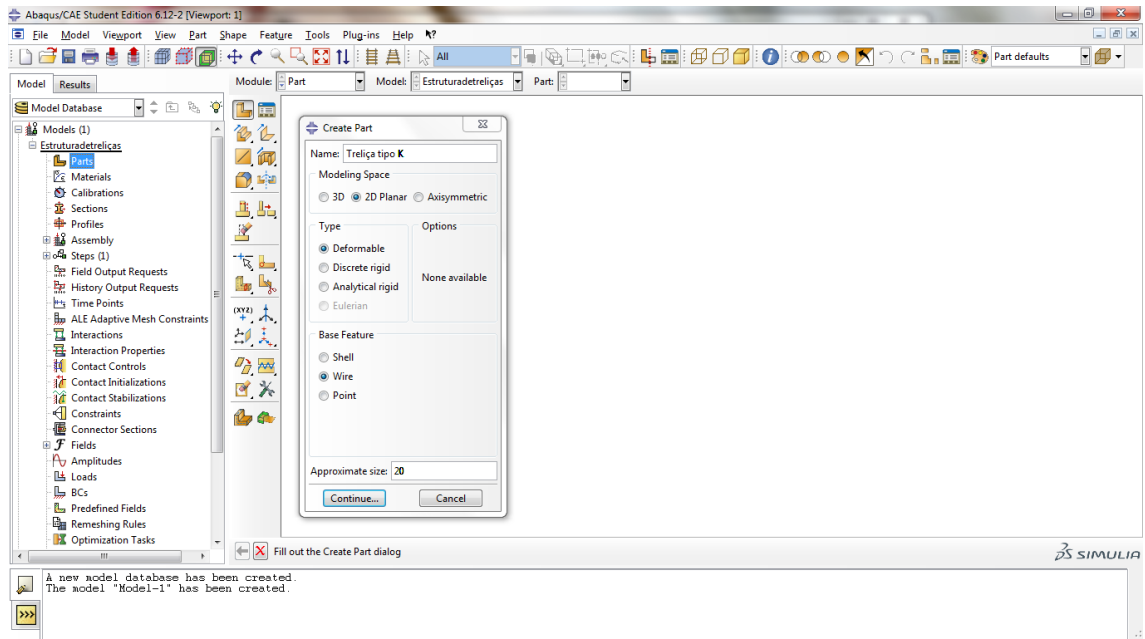 Abaqus/CAE Student Edition 6.12-2 [Viewport: 1]
File Model Viewport View Part Shape Feature Tools Plug-ins Help
All
Part defaults
Model Results
Module: Part Model: Estruturadetreliças Part:
Model Database
Models (1)
Estruturadetreliças
Parts
Materials
Calibrations
Sections
Profiles
Assembly
Steps (1)
Field Output Requests
History Output Requests
Time Points
ALE Adaptive Mesh Constraints
Interactions
Interaction Properties
Contact Controls
Contact Initializations
Contact Stabilizations
Constraints
Connector Sections
Fields
Amplitudes
Loads
BCs
Predefined Fields
Remeshing Rules
Optimization Tasks
(XYZ)
Create Part
Name: Treliça tipo K
Modeling Space
3D 2D Planar Axisymmetric
Type
Deformable
Discrete rigid
Analytical rigid
Eulerian
Options
None available
Base Feature
Shell
Wire
Point
Approximate size: 20
Continue... Cancel
Fill out the Create Part dialog
SIMULIA
A new model database has been created.
The model "Model-1" has been created.
>>>